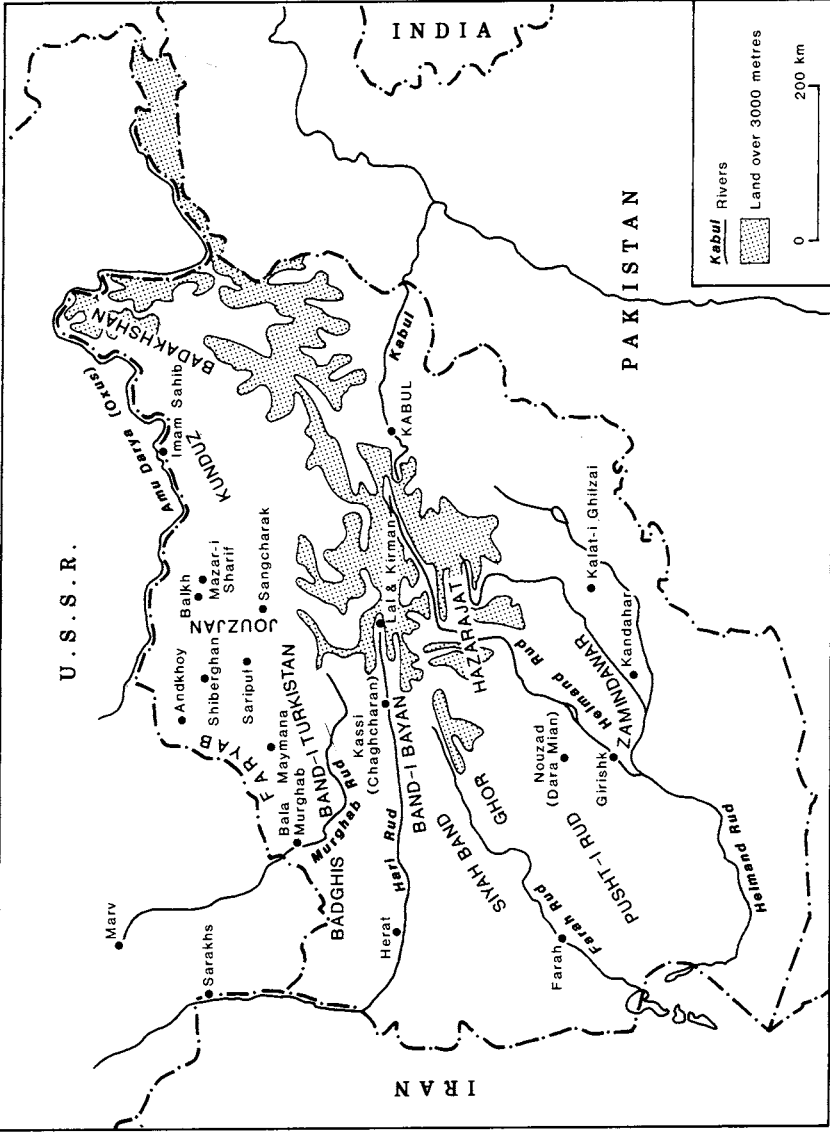 U.S.S.R.
INDIA
PAKISTAN
IRAN
Marv
Sarakhs
Andkhoy
Shiberghan
Balkh
Mazar-i
Sharif
Sariput
Sangcharak
JOUZJAN
FARYAB
Maymana
Bala
Murghab
BAND-I TURKISTAN
Murghab Rud
BADGHIS
Amu Darya (Oxus)
Imam Sahib
KUNDUZ
BADAKHSHAN
Herat
Hari Rud
Kassi
(Chaghcharan)
Lal & Kirman
BAND-I BAYAN
KABUL
Kabul
HAZARAJAT
SIYAH BAND
GHOR
Farah Rud
Farah
PUSHT-I RUD
Nouzad
(Dara Mian)
Girishk
Helmand Rud
ZAMINDAWAR
Kandahar
Kalat-i Ghilzai
Helmand Rud
Kabul Rivers
Land over 3000 metres
0 200 km